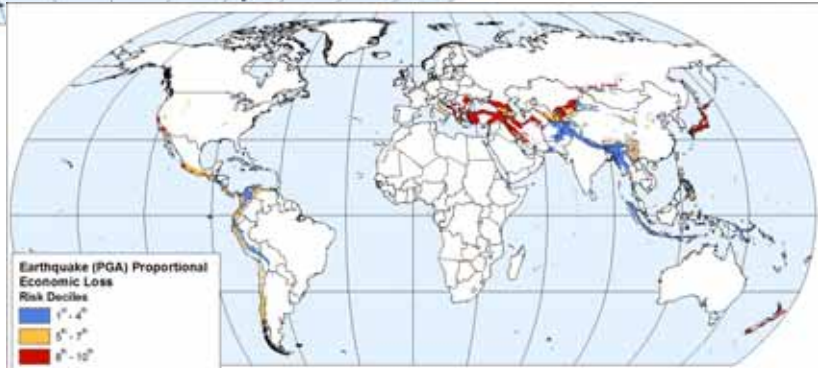 Earthquake (PGA) Proportional
Economic Loss
Risk Deciles
1st - 4th
5th - 7th
8th - 10th